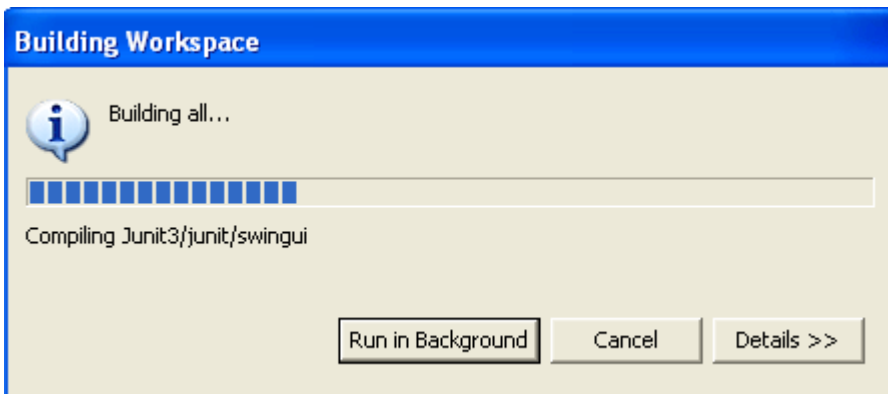 Building Workspace
Building all...
Compiling Junit3/junit/swingui
Run in Background Cancel Details >>